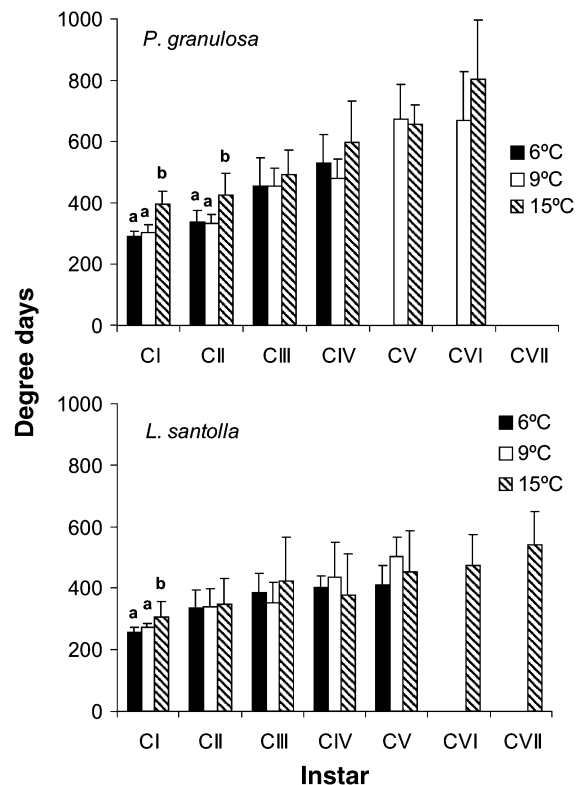 P. granulosa
1000
800
600
400
200
0
a a b
a a b
6ºC
9ºC
15ºC
CI CII CIII CIV CV CVI CVII
Degree days
L. santolla
1000
800
600
400
200
0
a a b
6ºC
9ºC
15ºC
CI CII CIII CIV CV CVI CVII
Instar